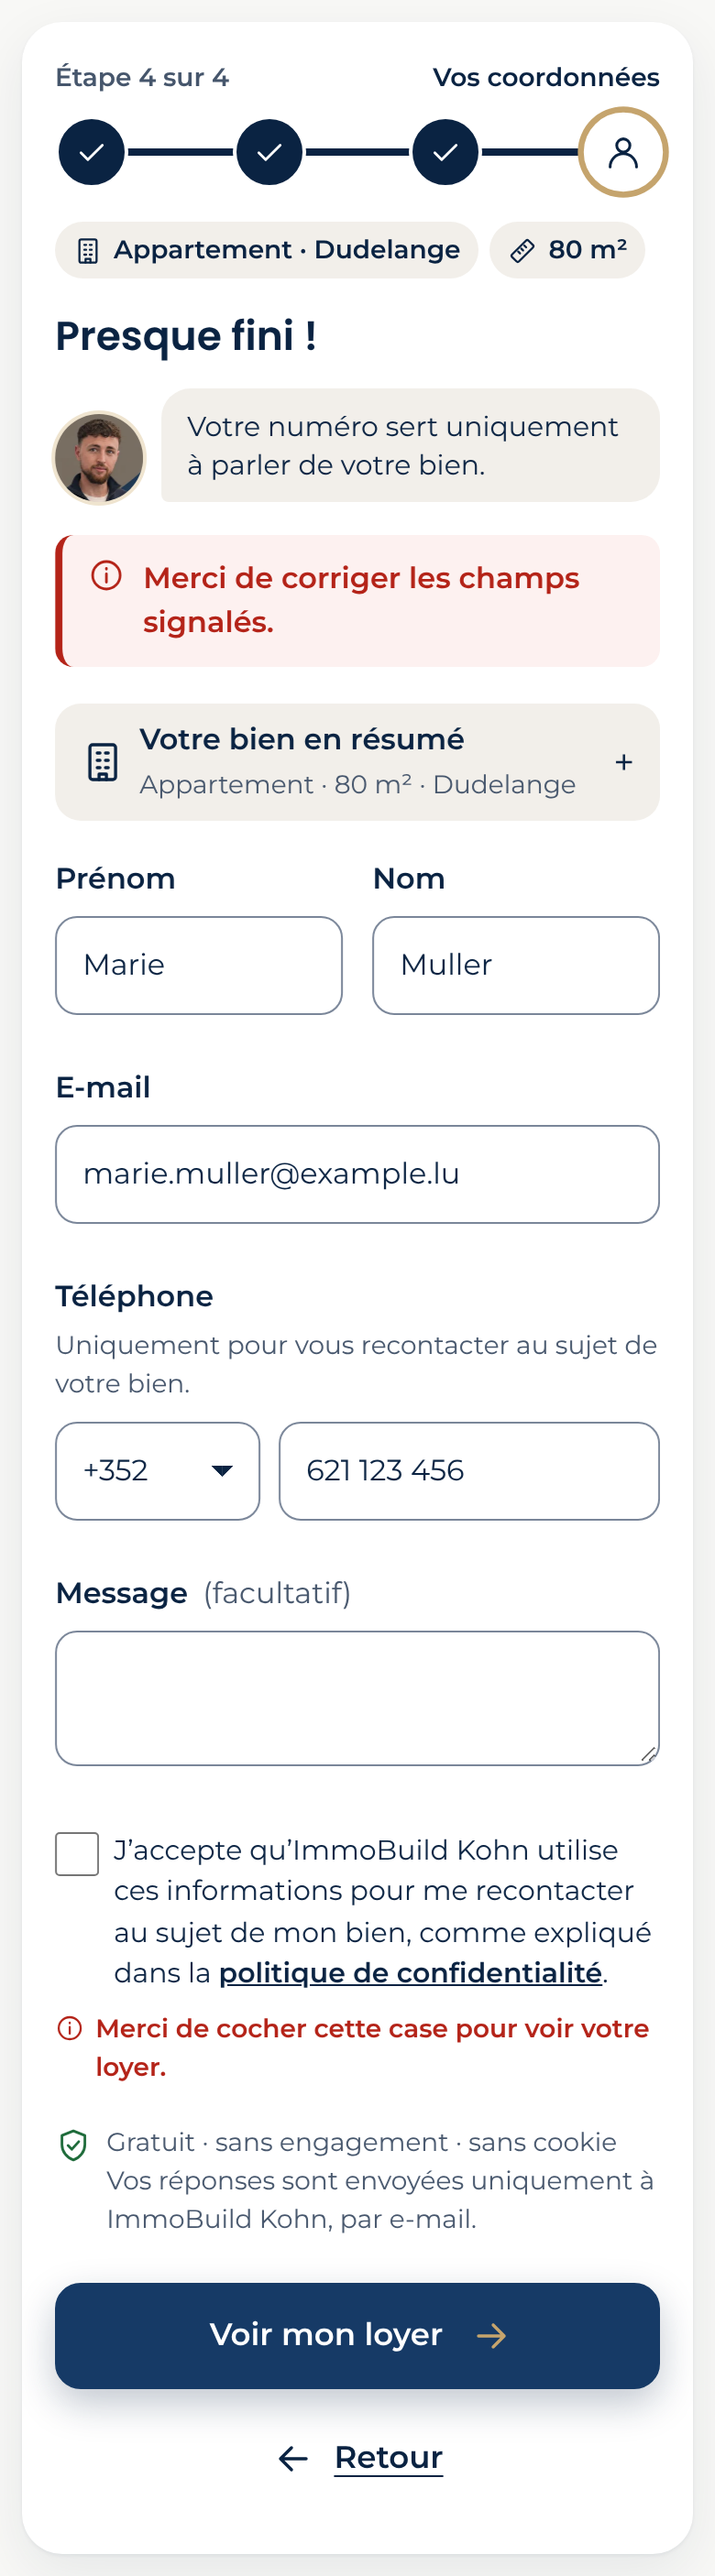 Étape 4 sur 4
Vos coordonnées
Appartement · Dudelange
80 m²
Presque fini !
Votre numéro sert uniquement
à parler de votre bien.
Merci de corriger les champs
signalés.
Votre bien en résumé
Appartement · 80 m² · Dudelange
+
Prénom
Nom
Marie
Muller
E-mail
marie.muller@example.lu
Téléphone
Uniquement pour vous recontacter au sujet de
votre bien.
+352
621 123 456
Message (facultatif)
J’accepte qu’ImmoBuild Kohn utilise
ces informations pour me recontacter
au sujet de mon bien, comme expliqué
dans la politique de confidentialité.
Merci de cocher cette case pour voir votre
loyer.
Gratuit · sans engagement · sans cookie
Vos réponses sont envoyées uniquement à
ImmoBuild Kohn, par e-mail.
Voir mon loyer →
← Retour